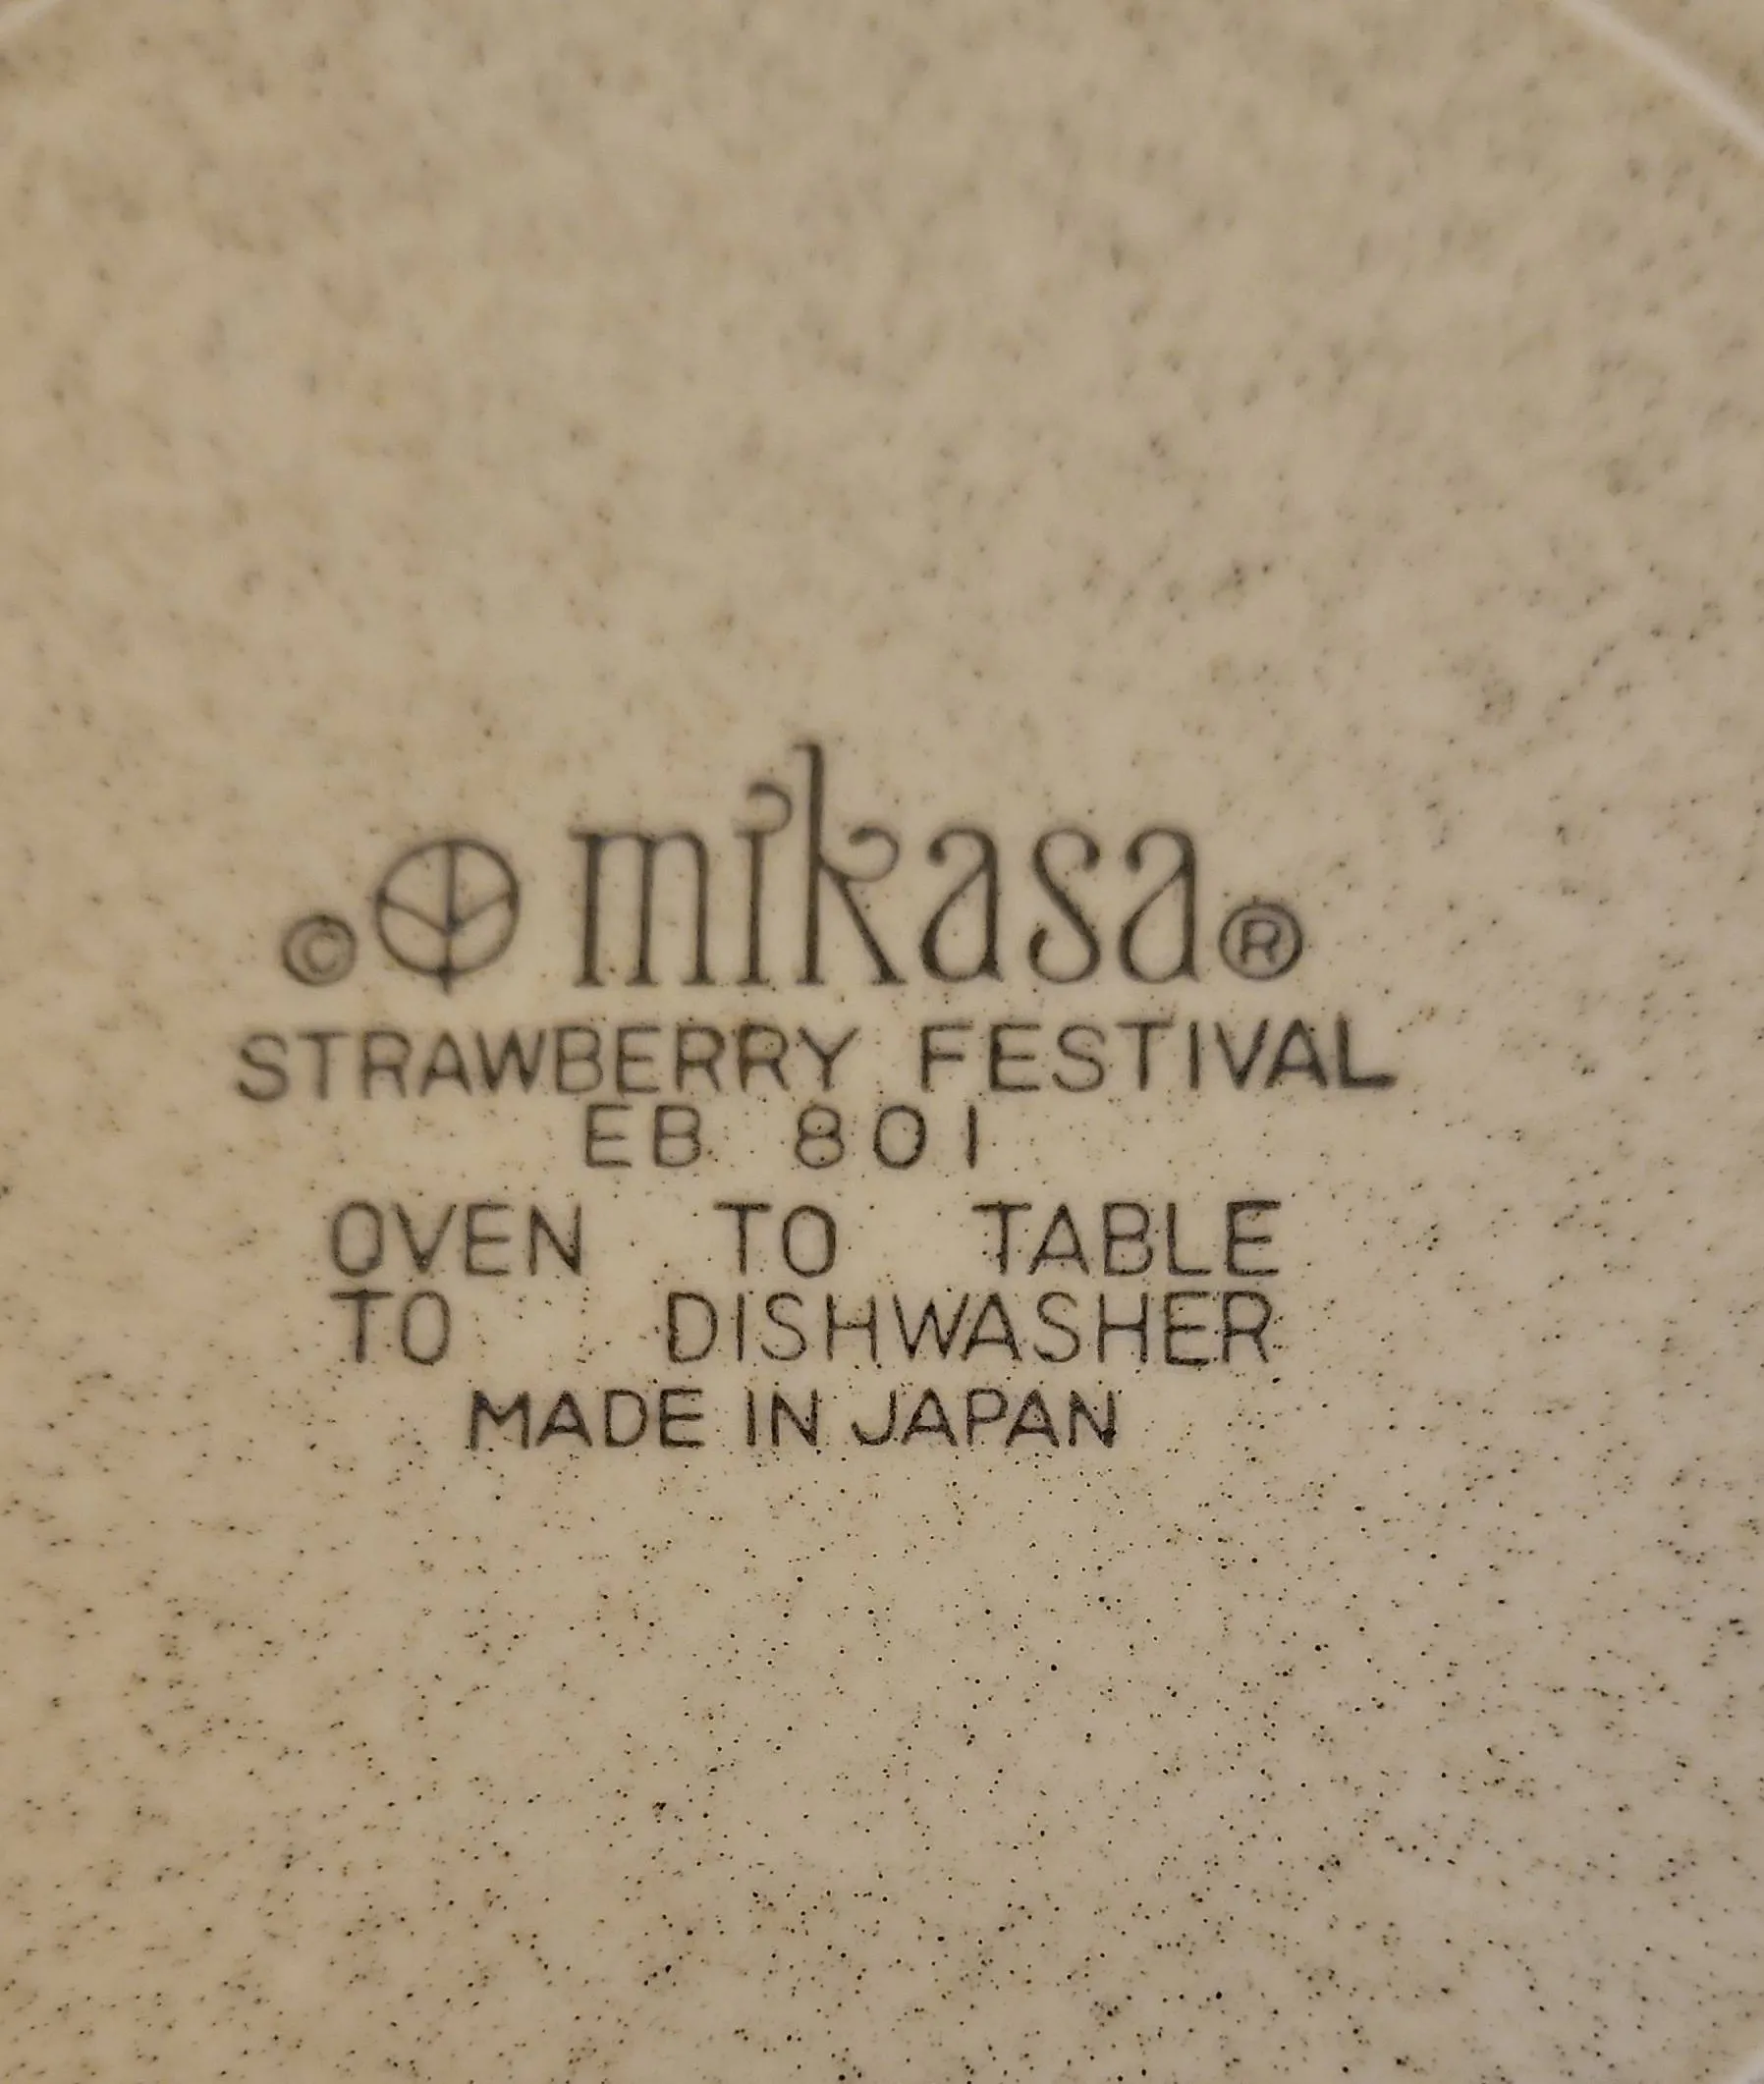 © mikasa ®
STRAWBERRY FESTIVAL
EB 801
OVEN TO TABLE
TO DISHWASHER
MADE IN JAPAN